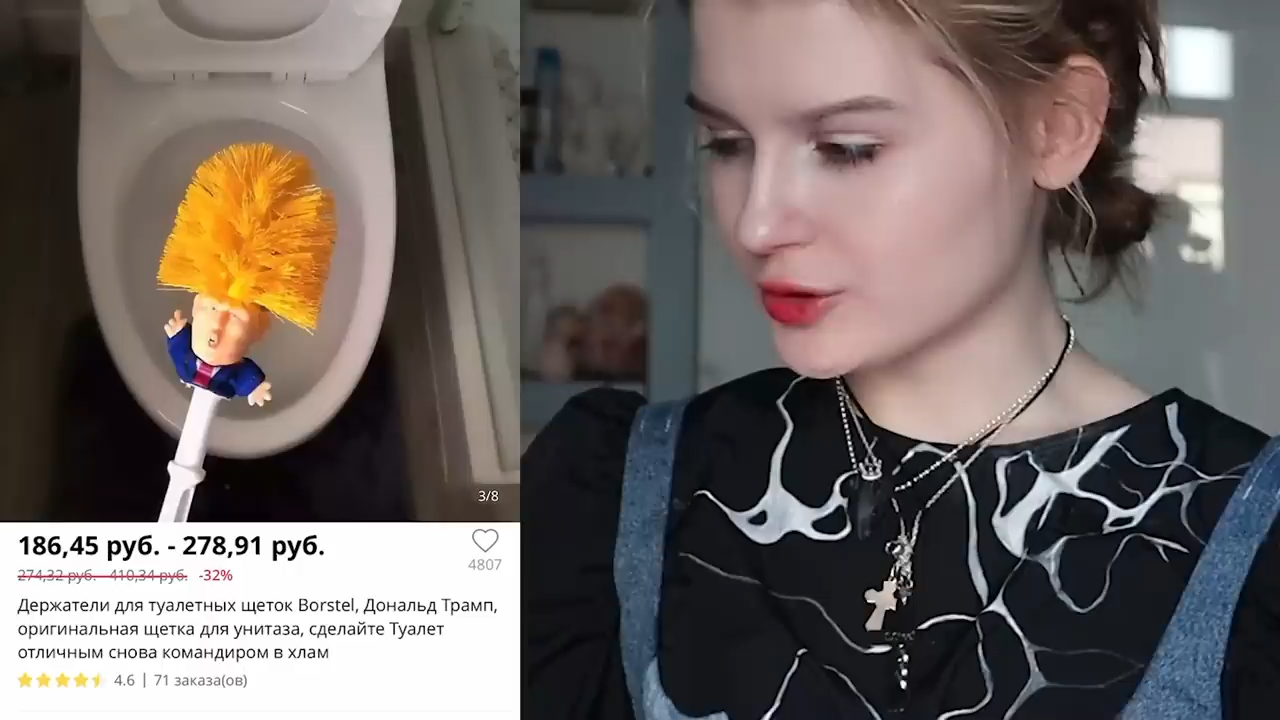 3/8
186,45 руб. - 278,91 руб.
4807
274,32 руб. - 410,34 руб. -32%
Держатели для туалетных щеток Borstel, Дональд Трамп,
оригинальная щетка для унитаза, сделайте Туалет
отличным снова командиром в хлам
4.6 | 71 заказа(ов)